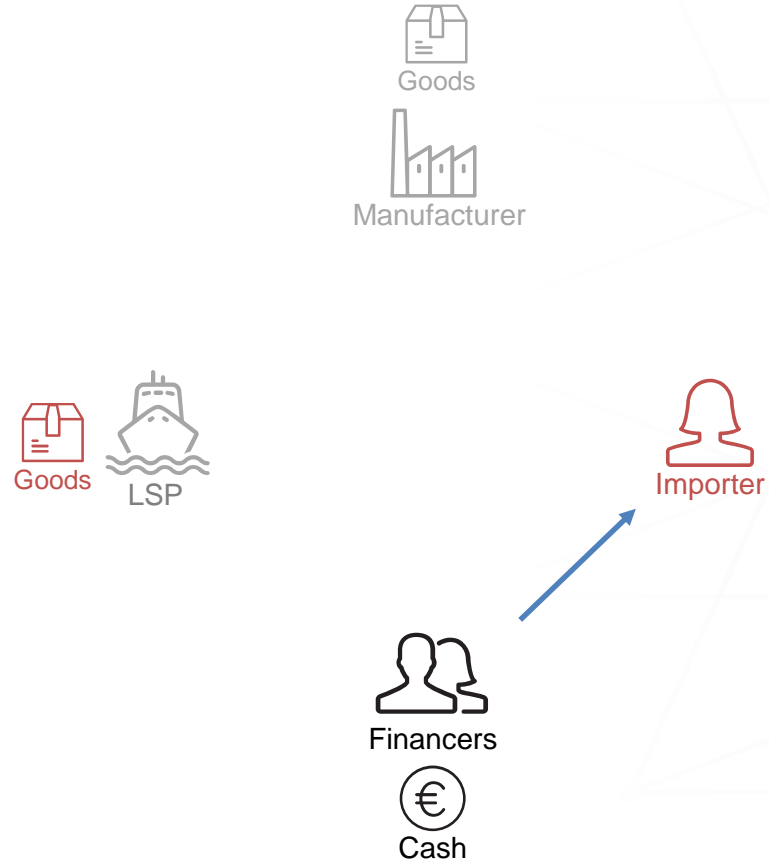 Goods
Manufacturer
Goods
LSP
Importer
Financers
€
Cash